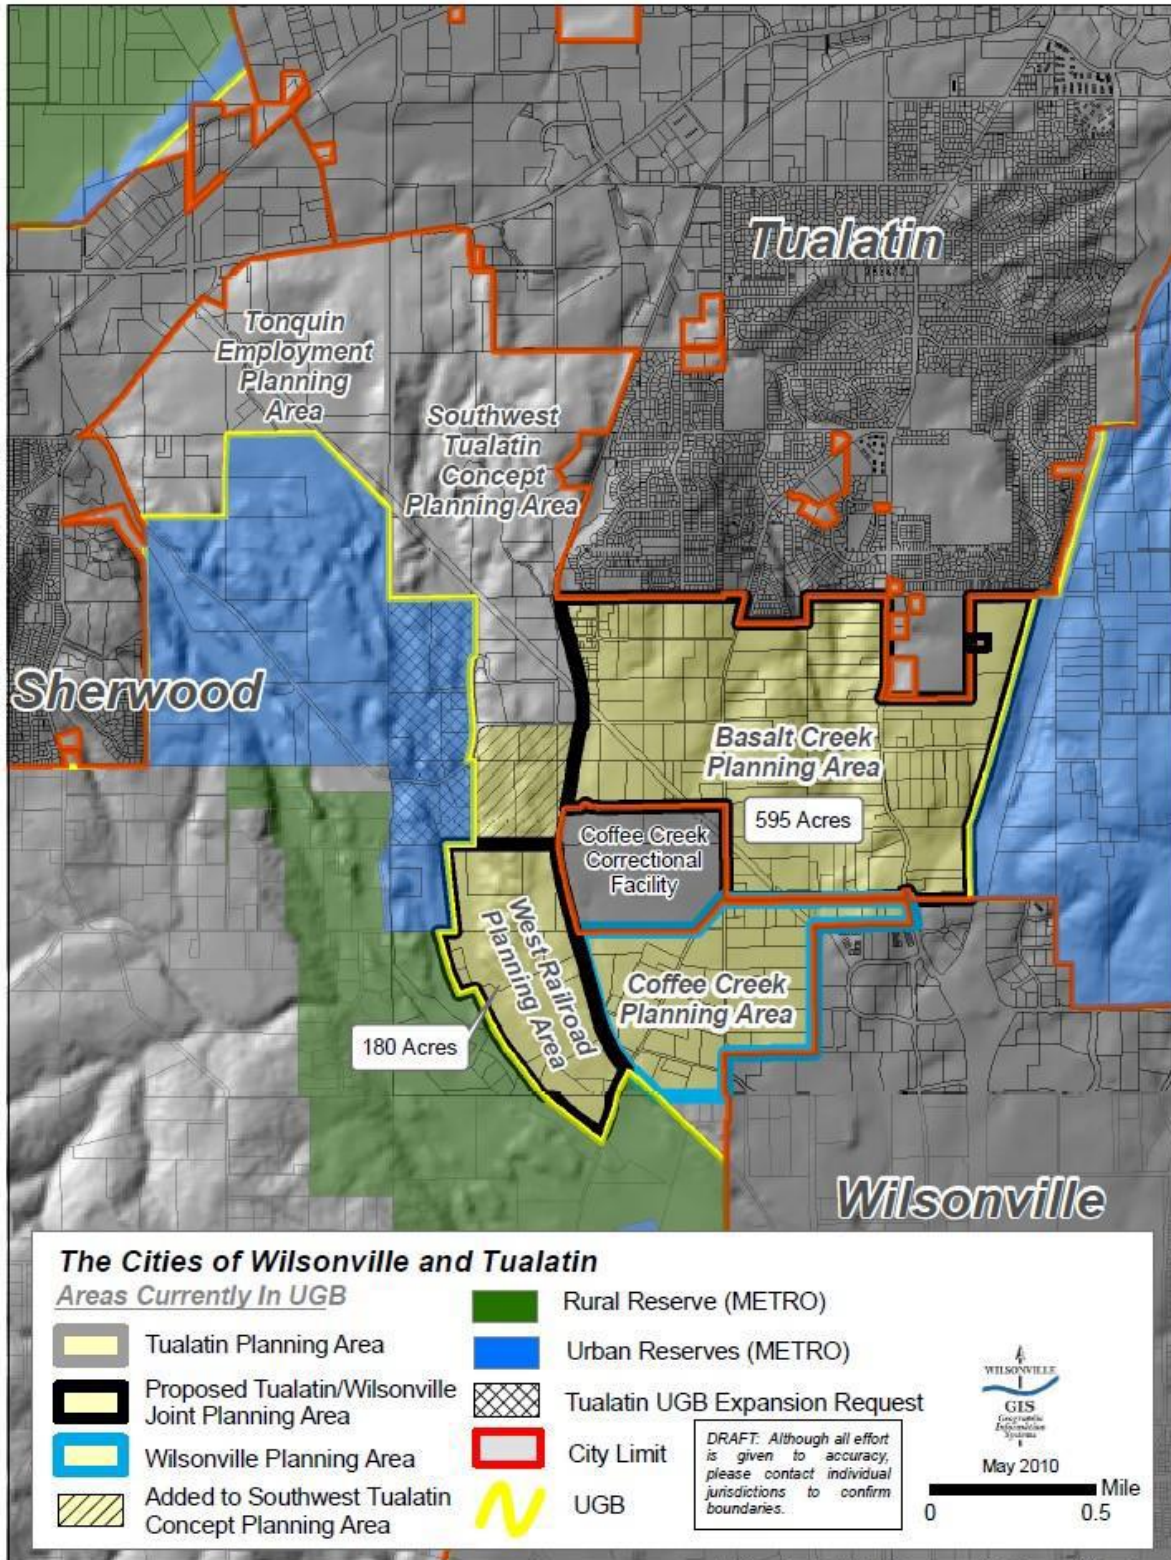 Tualatin
Tonquin
Employment
Planning
Area
Southwest
Tualatin
Concept
Planning Area
Sherwood
Basalt Creek
Planning Area
595 Acres
Coffee Creek
Correctional
Facility
West Railroad
Planning Area
Coffee Creek
Planning Area
180 Acres
Wilsonville
The Cities of Wilsonville and Tualatin
Areas Currently In UGB
Tualatin Planning Area
Proposed Tualatin/Wilsonville
Joint Planning Area
Wilsonville Planning Area
Added to Southwest Tualatin
Concept Planning Area
Rural Reserve (METRO)
Urban Reserves (METRO)
Tualatin UGB Expansion Request
City Limit
UGB
DRAFT: Although all effort
is given to accuracy,
please contact individual
jurisdictions to confirm
boundaries.
WILSONVILLE
GIS
Geographic
Information
Systems
May 2010
Mile
0 0.5